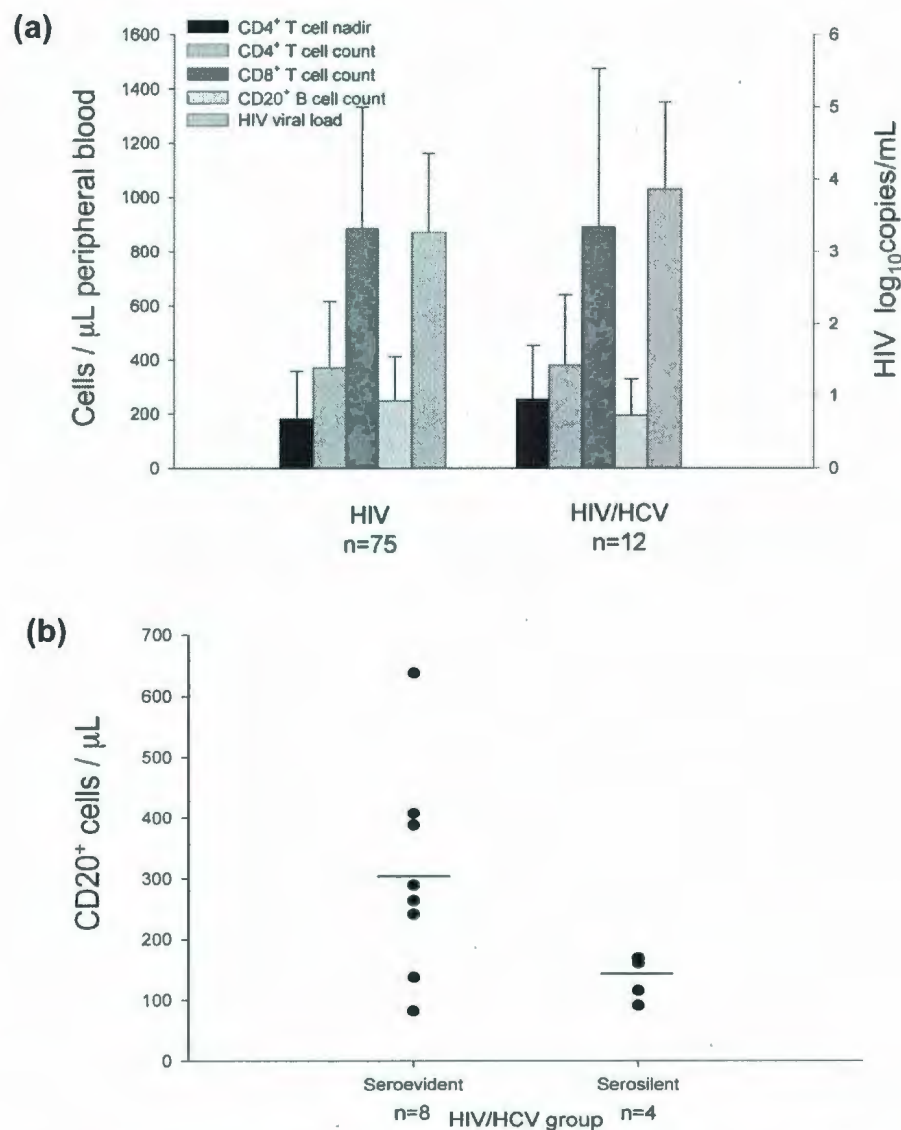 (a)
CD4⁺ T cell nadir
CD4⁺ T cell count
CD8⁺ T cell count
CD20⁺ B cell count
HIV viral load
Cells / μL peripheral blood
1600
1400
1200
1000
800
600
400
200
0
HIV log₁₀copies/mL
6
5
4
3
2
1
0
HIV
n=75
HIV/HCV
n=12
(b)
CD20⁺ cells / μL
700
600
500
400
300
200
100
0
Seroevident
Serosilent
n=8 HIV/HCV group n=4